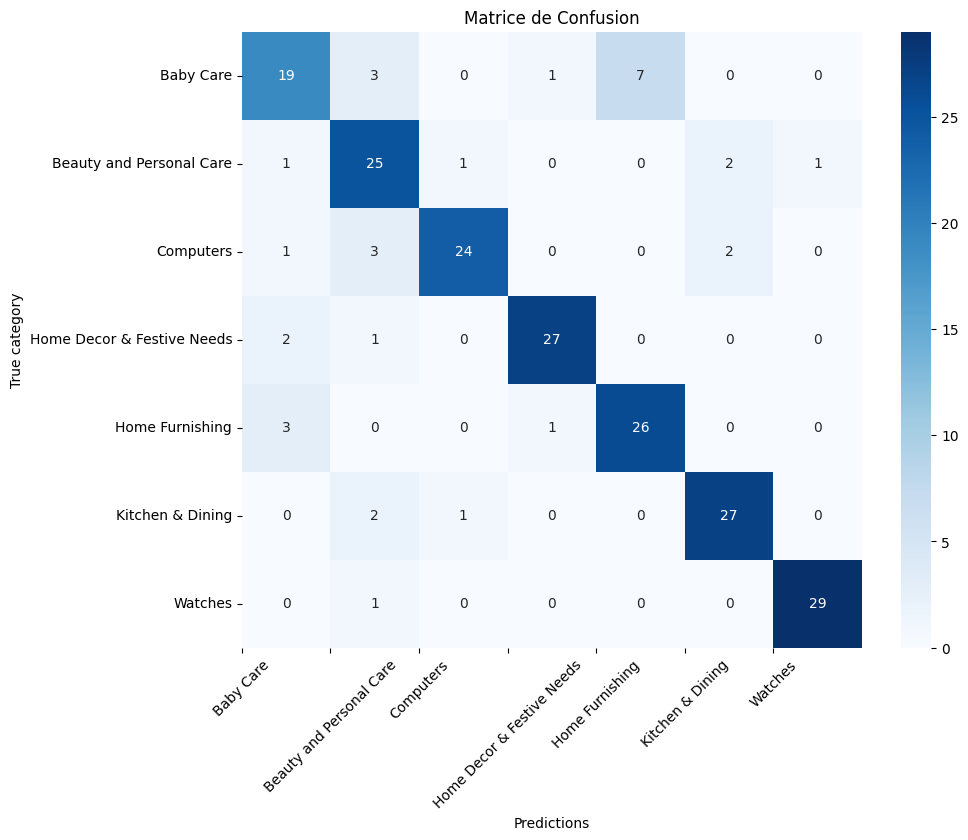 Matrice de Confusion
True category
Baby Care 19 3 0 1 7 0 0
Beauty and Personal Care 1 25 1 0 0 2 1
Computers 1 3 24 0 0 2 0
Home Decor & Festive Needs 2 1 0 27 0 0 0
Home Furnishing 3 0 0 1 26 0 0
Kitchen & Dining 0 2 1 0 0 27 0
Watches 0 1 0 0 0 0 29
Baby Care
Beauty and Personal Care
Computers
Home Decor & Festive Needs
Home Furnishing
Kitchen & Dining
Watches
Predictions
25
20
15
10
5
0